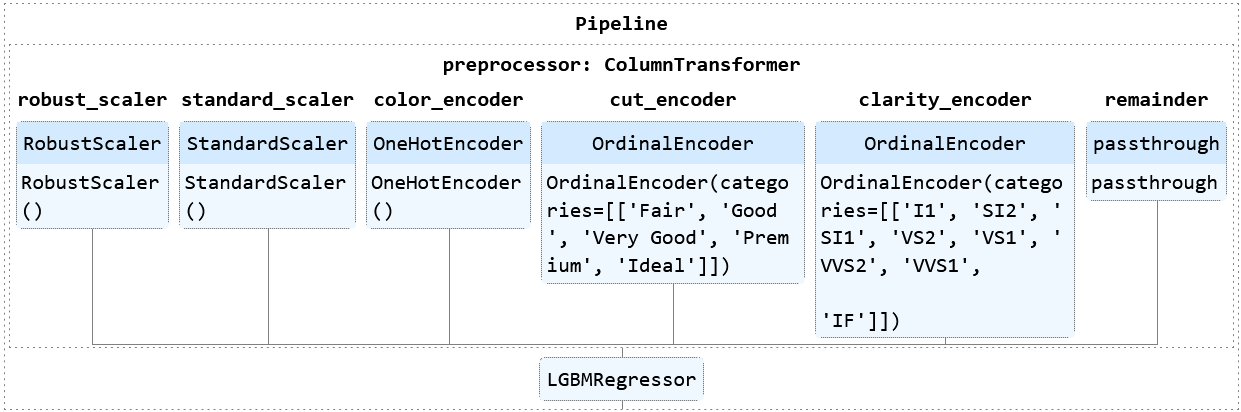 Pipeline
preprocessor: ColumnTransformer
robust_scaler standard_scaler color_encoder cut_encoder clarity_encoder remainder
RobustScaler
RobustScaler
()
StandardScaler
StandardScaler
()
OneHotEncoder
OneHotEncoder
()
OrdinalEncoder
OrdinalEncoder(catego
ries=[['Fair', 'Good
', 'Very Good', 'Prem
ium', 'Ideal']])
OrdinalEncoder
OrdinalEncoder(catego
ries=[['I1', 'SI2', '
SI1', 'VS2', 'VS1', '
VVS2', 'VVS1',
'IF']])
passthrough
passthrough
LGBMRegressor